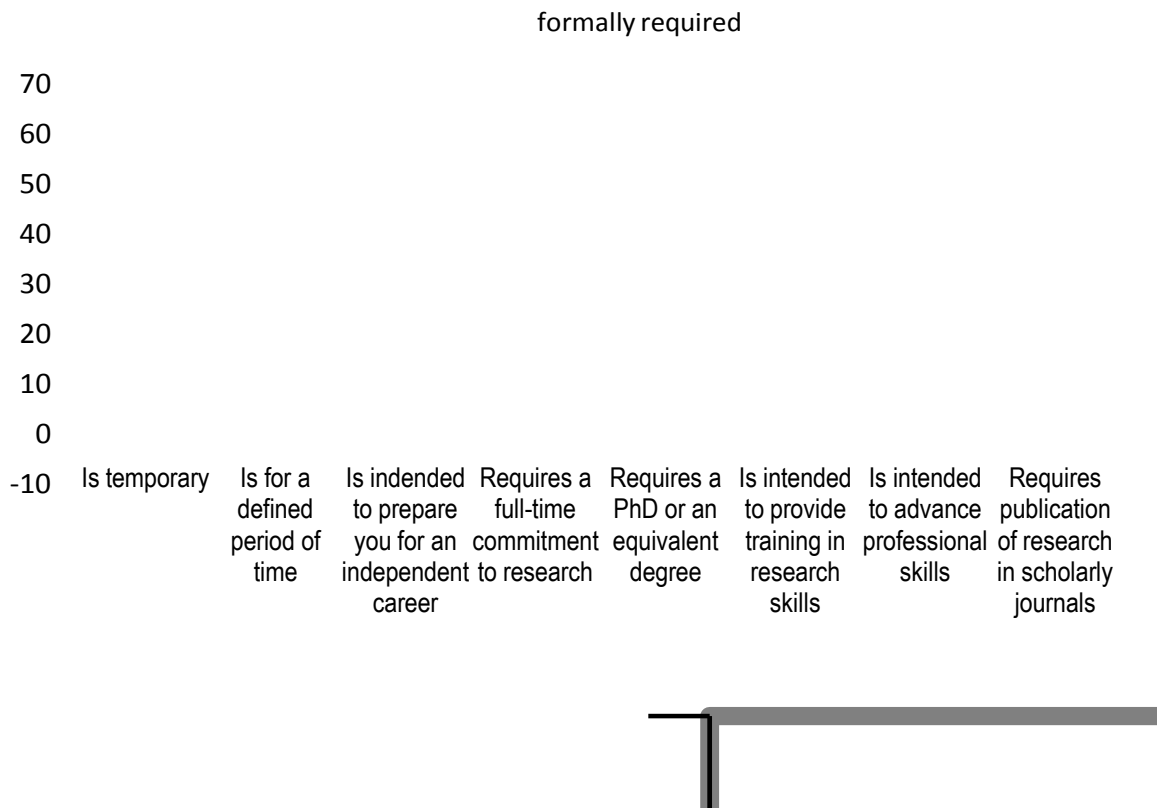 formally required
70
60
50
40
30
20
10
0
-10
Is temporary
Is for a
defined
period of
time
Is indended
to prepare
you for an
independent
career
Requires a
full-time
commitment
to research
Requires a
PhD or an
equivalent
degree
Is intended
to provide
training in
research
skills
Is intended
to advance
professional
skills
Requires
publication
of research
in scholarly
journals